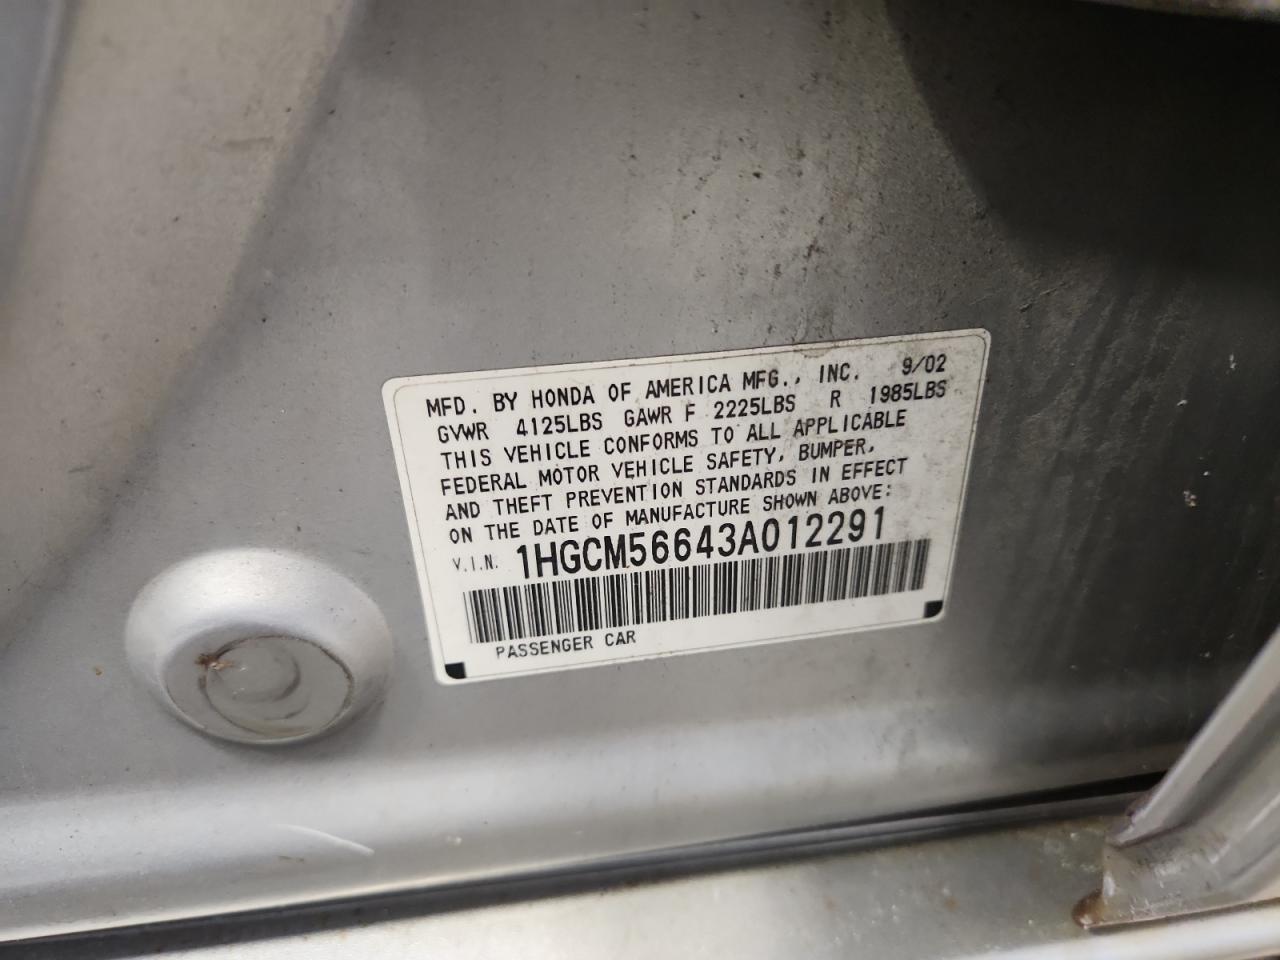 MFD. BY HONDA OF AMERICA MFG., INC. 9/02
GVWR 4125LBS GAWR F 2225LBS R 1985LBS
THIS VEHICLE CONFORMS TO ALL APPLICABLE
FEDERAL MOTOR VEHICLE SAFETY, BUMPER,
AND THEFT PREVENTION STANDARDS IN EFFECT
ON THE DATE OF MANUFACTURE SHOWN ABOVE:
V.I.N. 1HGCM56643A012291
PASSENGER CAR